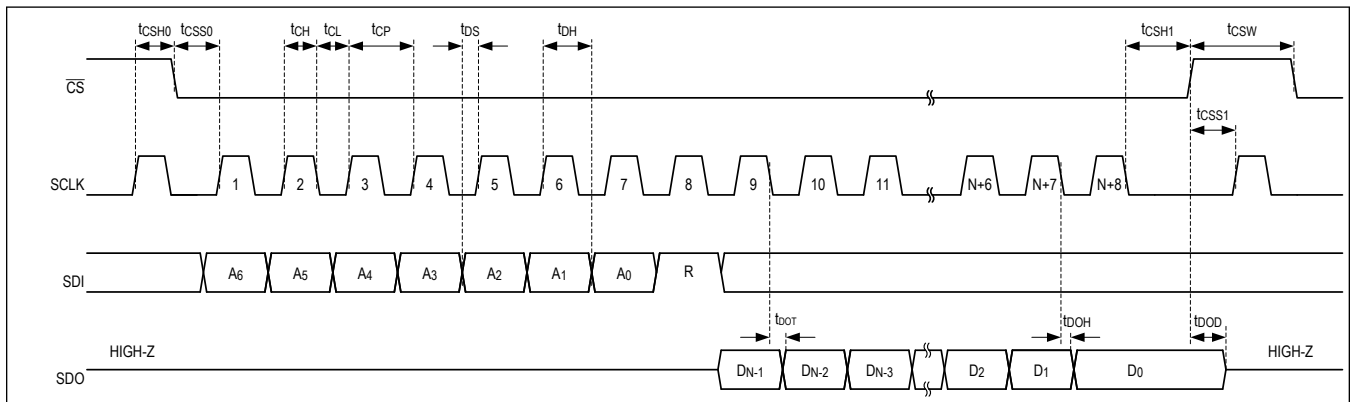 tCSH0 tCSS0 tCH tCL tCP tDS tDH tCSH1 tCSW
CS
tCSS1
SCLK 1 2 3 4 5 6 7 8 9 10 11 N+6 N+7 N+8
SDI A6 A5 A4 A3 A2 A1 A0 R
tDOT tDOH tDOD
HIGH-Z HIGH-Z
SDO DN-1 DN-2 DN-3 D2 D1 D0